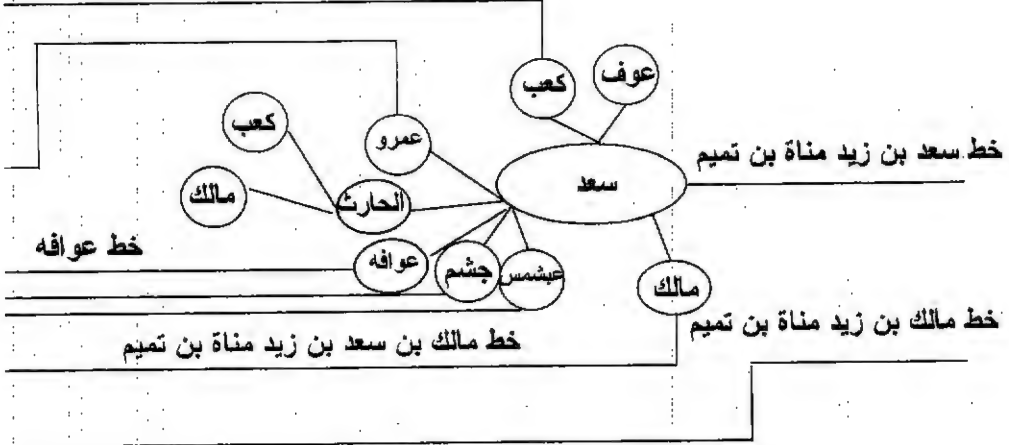 عوف
كعب
عمرو
كعب
خط سعد بن زيد مناة بن تميم
سعد
الحارث
مالك
خط عوافه
عوافه
جشم
عبشمس
مالك
خط مالك بن زيد مناة بن تميم
خط مالك بن سعد بن زيد مناة بن تميم